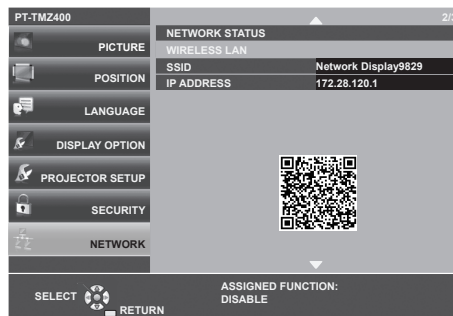 PT-TMZ400
2/
PICTURE
POSITION
LANGUAGE
DISPLAY OPTION
PROJECTOR SETUP
SECURITY
NETWORK
NETWORK STATUS
WIRELESS LAN
SSID Network Display9829
IP ADDRESS 172.28.120.1
SELECT
RETURN
ASSIGNED FUNCTION:
DISABLE